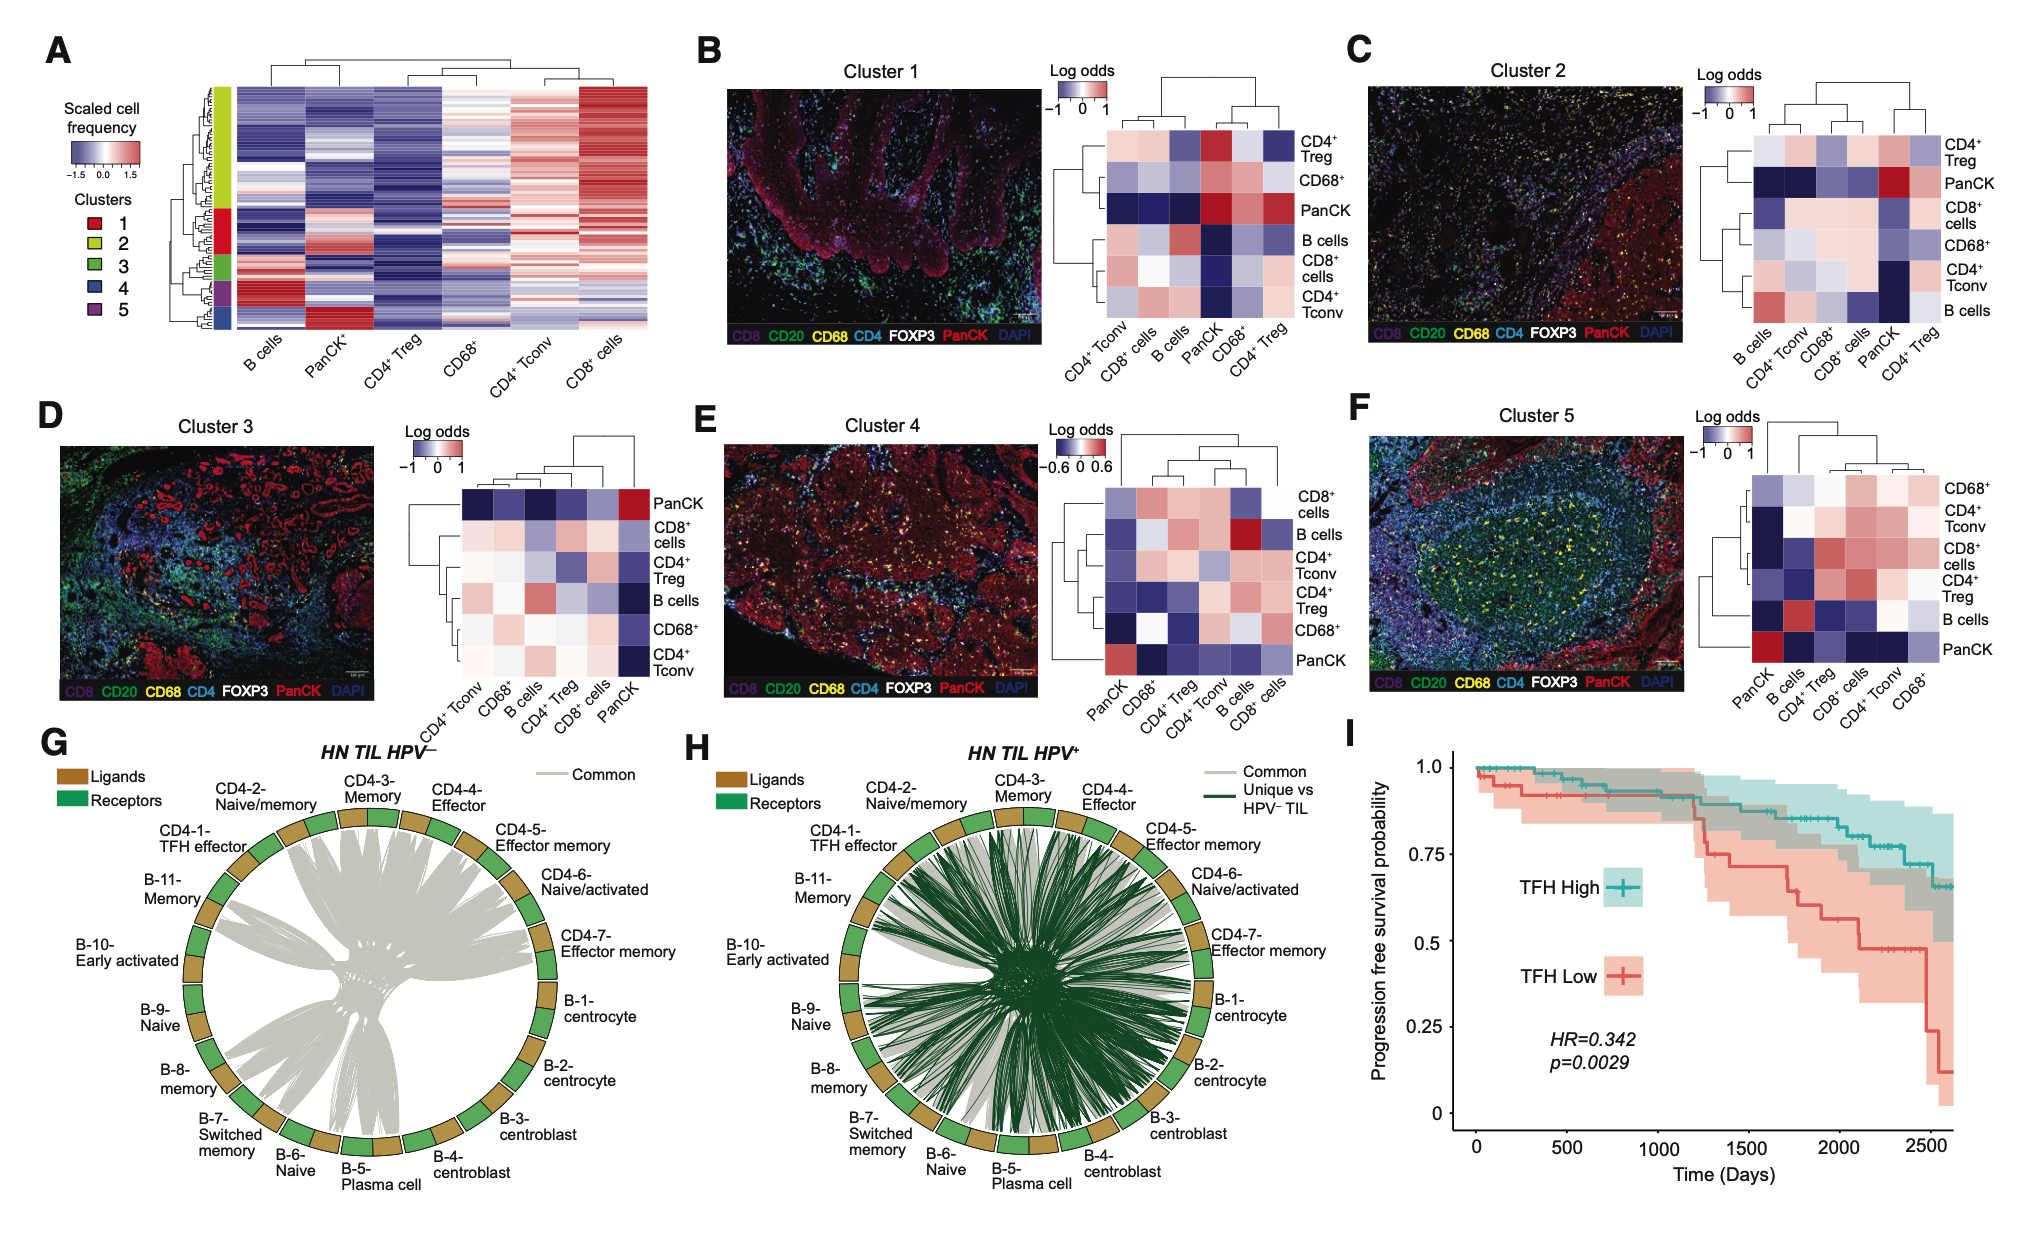 A
Scaled cell
frequency
−1.5 0.0 1.5
Clusters
1
2
3
4
5
B cells
PanCK⁺
CD4⁺ Treg
CD68⁺
CD4⁺ Tconv
CD8⁺ cells
B
Cluster 1
CD8 CD20 CD68 CD4 FOXP3 PanCK DAPI
Log odds
−1 0 1
CD4⁺
Treg
CD68⁺
PanCK
B cells
CD8⁺
cells
CD4⁺
Tconv
CD4⁺ Tconv
CD8⁺ cells
B cells
PanCK
CD68⁺
CD4⁺ Treg
C
Cluster 2
CD8 CD20 CD68 CD4 FOXP3 PanCK DAPI
Log odds
−1 0 1
CD4⁺
Treg
PanCK
CD8⁺
cells
CD68⁺
CD4⁺
Tconv
B cells
B cells
CD4⁺ Tconv
CD68⁺
CD8⁺ cells
PanCK
CD4⁺ Treg
D
Cluster 3
CD8 CD20 CD68 CD4 FOXP3 PanCK DAPI
Log odds
−1 0 1
PanCK
CD8⁺
cells
CD4⁺
Treg
B cells
CD68⁺
CD4⁺
Tconv
CD4⁺ Tconv
CD68⁺
B cells
CD4⁺ Treg
CD8⁺ cells
PanCK
E
Cluster 4
CD8 CD20 CD68 CD4 FOXP3 PanCK DAPI
Log odds
−0.6 0 0.6
CD8⁺
cells
B cells
CD4⁺
Tconv
CD4⁺
Treg
CD68⁺
PanCK
PanCK
CD68⁺
CD4⁺ Treg
CD4⁺ Tconv
B cells
CD8⁺ cells
F
Cluster 5
CD8 CD20 CD68 CD4 FOXP3 PanCK DAPI
Log odds
−1 0 1
CD68⁺
CD4⁺
Tconv
CD8⁺
cells
CD4⁺
Treg
B cells
PanCK
PanCK
B cells
CD4⁺ Treg
CD8⁺ cells
CD4⁺ Tconv
CD68⁺
G
HN TIL HPV⁻
Ligands
Receptors
Common
CD4-1-
TFH effector
CD4-2-
Naive/memory
CD4-3-
Memory
CD4-4-
Effector
CD4-5-
Effector memory
CD4-6-
Naive/activated
CD4-7-
Effector memory
B-1-
centrocyte
B-2-
centrocyte
B-3-
centroblast
B-4-
centroblast
B-5-
Plasma cell
B-6-
Naive
B-7-
Switched
memory
B-8-
memory
B-9-
Naive
B-10-
Early activated
B-11-
Memory
H
HN TIL HPV⁺
Ligands
Receptors
Common
Unique vs
HPV⁻ TIL
CD4-1-
TFH effector
CD4-2-
Naive/memory
CD4-3-
Memory
CD4-4-
Effector
CD4-5-
Effector memory
CD4-6-
Naive/activated
CD4-7-
Effector memory
B-1-
centrocyte
B-2-
centrocyte
B-3-
centroblast
B-4-
centroblast
B-5-
Plasma cell
B-6-
Naive
B-7-
Switched
memory
B-8-
memory
B-9-
Naive
B-10-
Early activated
B-11-
Memory
I
Progression free survival probability
1.0
0.75
0.5
0.25
0
TFH High
TFH Low
HR=0.342
p=0.0029
0 500 1000 1500 2000 2500
Time (Days)